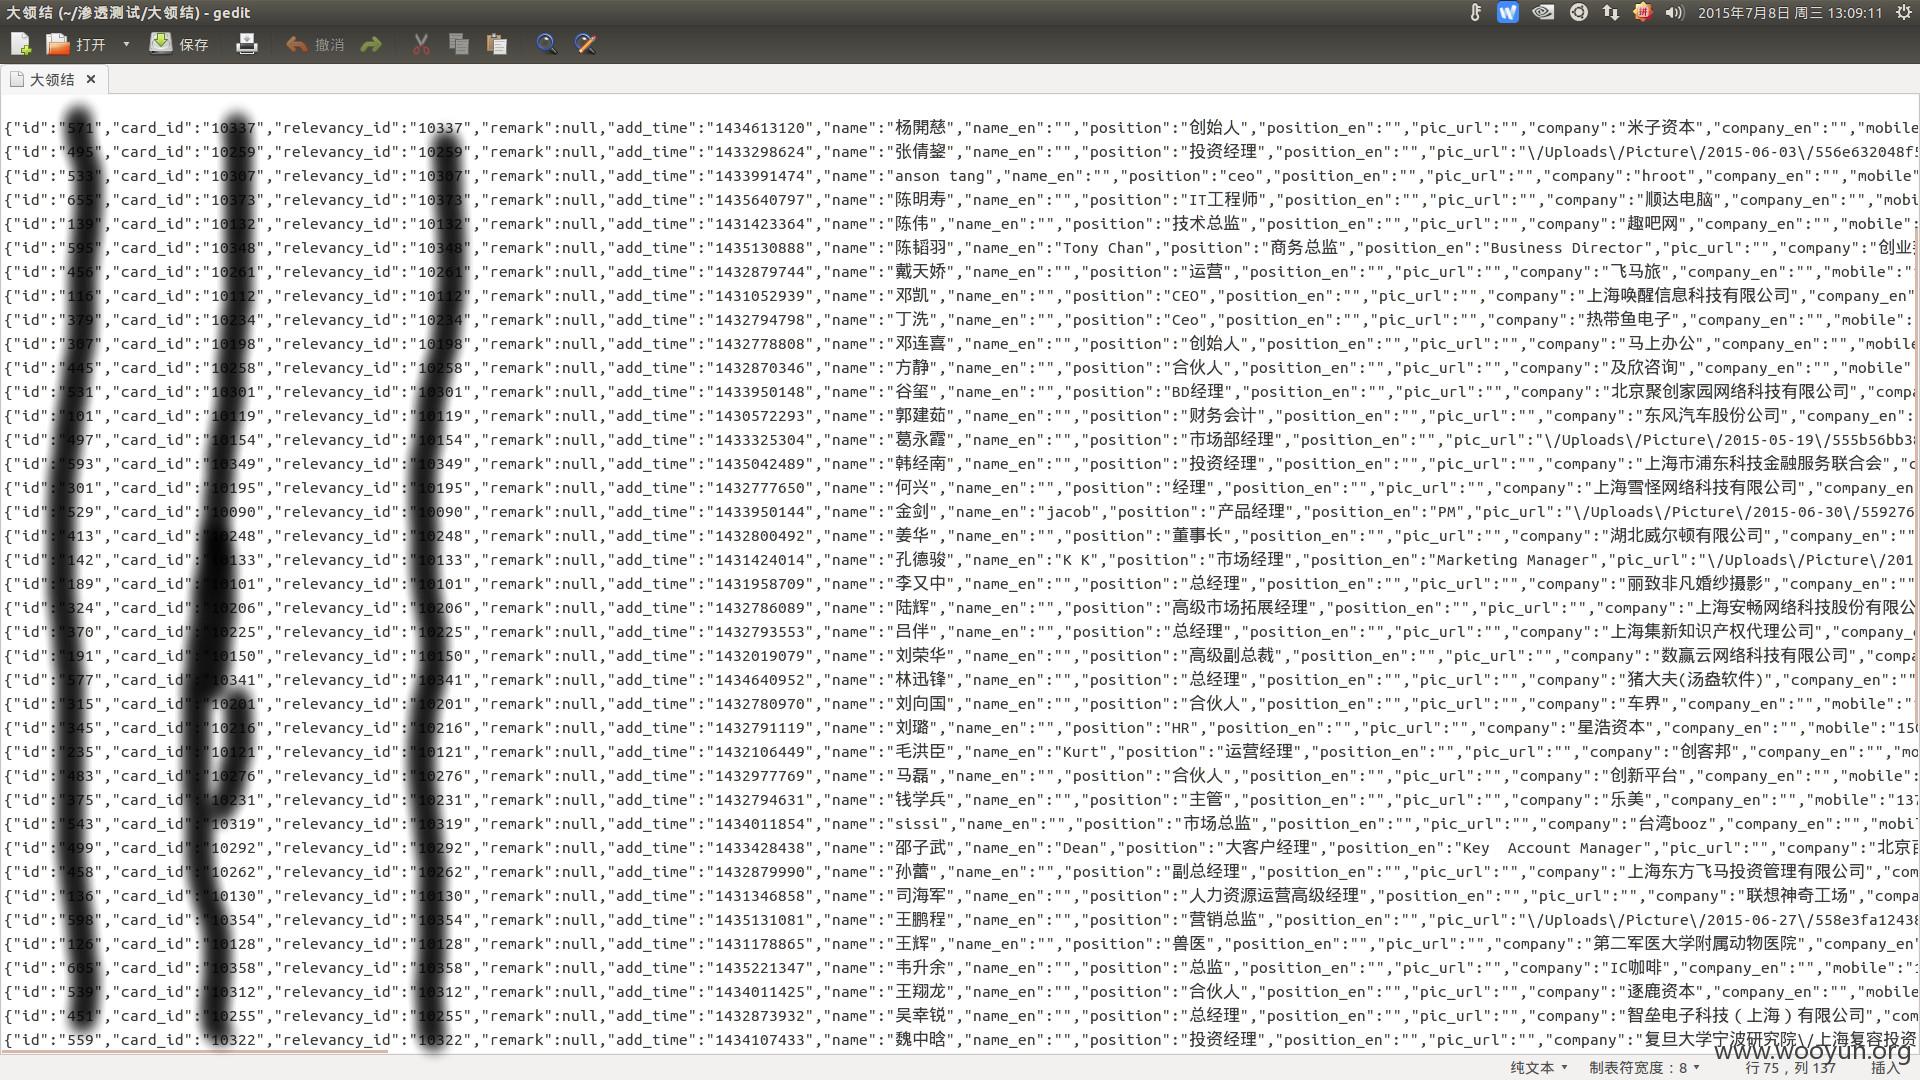 大领结 (~/渗透测试/大领结) - gedit
2015年7月8日 周三 13:09:11
打开 保存 撤消
大领结
{"id":"571","card_id":"10337","relevancy_id":"10337","remark":null,"add_time":"1434613120","name":"杨開慈","name_en":"","position":"创始人","position_en":"","pic_url":"","company":"米子资本","company_en":"","mobile
{"id":"495","card_id":"10259","relevancy_id":"10259","remark":null,"add_time":"1433298624","name":"张倩鋆","name_en":"","position":"投资经理","position_en":"","pic_url":"\/Uploads\/Picture\/2015-06-03\/556e632048f5
{"id":"533","card_id":"10307","relevancy_id":"10307","remark":null,"add_time":"1433991474","name":"anson tang","name_en":"","position":"ceo","position_en":"","pic_url":"","company":"hroot","company_en":"","mobile"
{"id":"655","card_id":"10373","relevancy_id":"10373","remark":null,"add_time":"1435640797","name":"陈明寿","name_en":"","position":"IT工程师","position_en":"","pic_url":"","company":"顺达电脑","company_en":"","mobi
{"id":"139","card_id":"10132","relevancy_id":"10132","remark":null,"add_time":"1431423364","name":"陈伟","name_en":"","position":"技术总监","position_en":"","pic_url":"","company":"趣吧网","company_en":"","mobile":
{"id":"595","card_id":"10348","relevancy_id":"10348","remark":null,"add_time":"1435130888","name":"陈韬羽","name_en":"Tony Chan","position":"商务总监","position_en":"Business Director","pic_url":"","company":"创业
{"id":"456","card_id":"10261","relevancy_id":"10261","remark":null,"add_time":"1432879744","name":"戴天娇","name_en":"","position":"运营","position_en":"","pic_url":"","company":"飞马旅","company_en":"","mobile":"
{"id":"116","card_id":"10112","relevancy_id":"10112","remark":null,"add_time":"1431052939","name":"邓凯","name_en":"","position":"CEO","position_en":"","pic_url":"","company":"上海唤醒信息科技有限公司","company_en"
{"id":"379","card_id":"10234","relevancy_id":"10234","remark":null,"add_time":"1432794798","name":"丁洗","name_en":"","position":"Ceo","position_en":"","pic_url":"","company":"热带鱼电子","company_en":"","mobile":
{"id":"307","card_id":"10198","relevancy_id":"10198","remark":null,"add_time":"1432778808","name":"邓连喜","name_en":"","position":"创始人","position_en":"","pic_url":"","company":"马上办公","company_en":"","mobile
{"id":"445","card_id":"10258","relevancy_id":"10258","remark":null,"add_time":"1432870346","name":"方静","name_en":"","position":"合伙人","position_en":"","pic_url":"","company":"及欣咨询","company_en":"","mobile"
{"id":"531","card_id":"10301","relevancy_id":"10301","remark":null,"add_time":"1433950148","name":"谷玺","name_en":"","position":"BD经理","position_en":"","pic_url":"","company":"北京聚创家园网络科技有限公司","compa
{"id":"101","card_id":"10119","relevancy_id":"10119","remark":null,"add_time":"1430572293","name":"郭建茹","name_en":"","position":"财务会计","position_en":"","pic_url":"","company":"东风汽车股份公司","company_en":
{"id":"497","card_id":"10154","relevancy_id":"10154","remark":null,"add_time":"1433325304","name":"葛永霞","name_en":"","position":"市场部经理","position_en":"","pic_url":"\/Uploads\/Picture\/2015-05-19\/555b56bb38
{"id":"593","card_id":"10349","relevancy_id":"10349","remark":null,"add_time":"1435042489","name":"韩经南","name_en":"","position":"投资经理","position_en":"","pic_url":"","company":"上海市浦东科技金融服务联合会","c
{"id":"301","card_id":"10195","relevancy_id":"10195","remark":null,"add_time":"1432777650","name":"何兴","name_en":"","position":"经理","position_en":"","pic_url":"","company":"上海雪怪网络科技有限公司","company_en
{"id":"529","card_id":"10090","relevancy_id":"10090","remark":null,"add_time":"1433950144","name":"金剑","name_en":"jacob","position":"产品经理","position_en":"PM","pic_url":"\/Uploads\/Picture\/2015-06-30\/559276
{"id":"413","card_id":"10248","relevancy_id":"10248","remark":null,"add_time":"1432800492","name":"姜华","name_en":"","position":"董事长","position_en":"","pic_url":"","company":"湖北威尔顿有限公司","company_en":""
{"id":"142","card_id":"10133","relevancy_id":"10133","remark":null,"add_time":"1431424014","name":"孔德骏","name_en":"K K","position":"市场经理","position_en":"Marketing Manager","pic_url":"\/Uploads\/Picture\/201
{"id":"189","card_id":"10101","relevancy_id":"10101","remark":null,"add_time":"1431958709","name":"李又中","name_en":"","position":"总经理","position_en":"","pic_url":"","company":"丽致非凡婚纱摄影","company_en":""
{"id":"324","card_id":"10206","relevancy_id":"10206","remark":null,"add_time":"1432786089","name":"陆辉","name_en":"","position":"高级市场拓展经理","position_en":"","pic_url":"","company":"上海安畅网络科技股份有限公
{"id":"370","card_id":"10225","relevancy_id":"10225","remark":null,"add_time":"1432793553","name":"吕伴","name_en":"","position":"总经理","position_en":"","pic_url":"","company":"上海集新知识产权代理公司","company_
{"id":"191","card_id":"10150","relevancy_id":"10150","remark":null,"add_time":"1432019079","name":"刘荣华","name_en":"","position":"高级副总裁","position_en":"","pic_url":"","company":"数赢云网络科技有限公司","compa
{"id":"577","card_id":"10341","relevancy_id":"10341","remark":null,"add_time":"1434640952","name":"林迅锋","name_en":"","position":"总经理","position_en":"","pic_url":"","company":"猪大夫(汤盎软件)","company_en":""
{"id":"315","card_id":"10201","relevancy_id":"10201","remark":null,"add_time":"1432780970","name":"刘向国","name_en":"","position":"合伙人","position_en":"","pic_url":"","company":"车界","company_en":"","mobile":"
{"id":"345","card_id":"10216","relevancy_id":"10216","remark":null,"add_time":"1432791119","name":"刘璐","name_en":"","position":"HR","position_en":"","pic_url":"","company":"星浩资本","company_en":"","mobile":"150
{"id":"235","card_id":"10121","relevancy_id":"10121","remark":null,"add_time":"1432106449","name":"毛洪臣","name_en":"Kurt","position":"运营经理","position_en":"","pic_url":"","company":"创客邦","company_en":"","mo
{"id":"483","card_id":"10276","relevancy_id":"10276","remark":null,"add_time":"1432977769","name":"马磊","name_en":"","position":"合伙人","position_en":"","pic_url":"","company":"创新平台","company_en":"","mobile":
{"id":"375","card_id":"10231","relevancy_id":"10231","remark":null,"add_time":"1432794631","name":"钱学兵","name_en":"","position":"主管","position_en":"","pic_url":"","company":"乐美","company_en":"","mobile":"137
{"id":"543","card_id":"10319","relevancy_id":"10319","remark":null,"add_time":"1434011854","name":"sissi","name_en":"","position":"市场总监","position_en":"","pic_url":"","company":"台湾booz","company_en":"","mobil
{"id":"499","card_id":"10292","relevancy_id":"10292","remark":null,"add_time":"1433428438","name":"邵子武","name_en":"Dean","position":"大客户经理","position_en":"Key  Account Manager","pic_url":"","company":"北京
{"id":"458","card_id":"10262","relevancy_id":"10262","remark":null,"add_time":"1432879990","name":"孙蕾","name_en":"","position":"副总经理","position_en":"","pic_url":"","company":"上海东方飞马投资管理有限公司","com
{"id":"136","card_id":"10130","relevancy_id":"10130","remark":null,"add_time":"1431346858","name":"司海军","name_en":"","position":"人力资源运营高级经理","position_en":"","pic_url":"","company":"联想神奇工场","compa
{"id":"598","card_id":"10354","relevancy_id":"10354","remark":null,"add_time":"1435131081","name":"王鹏程","name_en":"","position":"营销总监","position_en":"","pic_url":"\/Uploads\/Picture\/2015-06-27\/558e3fa12438
{"id":"126","card_id":"10128","relevancy_id":"10128","remark":null,"add_time":"1431178865","name":"王辉","name_en":"","position":"兽医","position_en":"","pic_url":"","company":"第二军医大学附属动物医院","company_en"
{"id":"605","card_id":"10358","relevancy_id":"10358","remark":null,"add_time":"1435221347","name":"韦升余","name_en":"","position":"总监","position_en":"","pic_url":"","company":"IC咖啡","company_en":"","mobile":"
{"id":"539","card_id":"10312","relevancy_id":"10312","remark":null,"add_time":"1434011425","name":"王翔龙","name_en":"","position":"合伙人","position_en":"","pic_url":"","company":"逐鹿资本","company_en":"","mobile
{"id":"451","card_id":"10255","relevancy_id":"10255","remark":null,"add_time":"1432873932","name":"吴幸锐","name_en":"","position":"总经理","position_en":"","pic_url":"","company":"智垒电子科技（上海）有限公司","com
{"id":"559","card_id":"10322","relevancy_id":"10322","remark":null,"add_time":"1434107433","name":"魏中晗","name_en":"","position":"投资经理","position_en":"","pic_url":"","company":"复旦大学宁波研究院\/上海复容投资
www.wooyun.org
纯文本 制表符宽度：8 行 75，列 137 插入